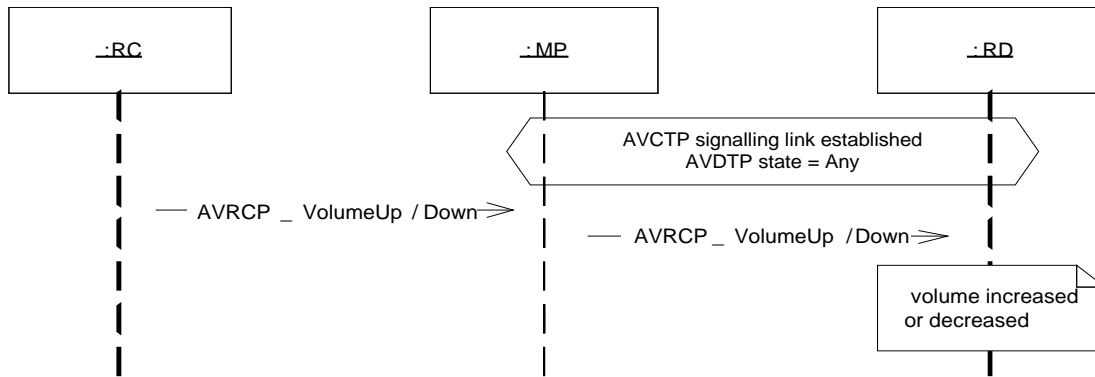 :RC
:MP
:RD
AVCTP signalling link established
AVDTP state = Any
AVRCP _ VolumeUp / Down
AVRCP _ VolumeUp / Down
volume increased
or decreased